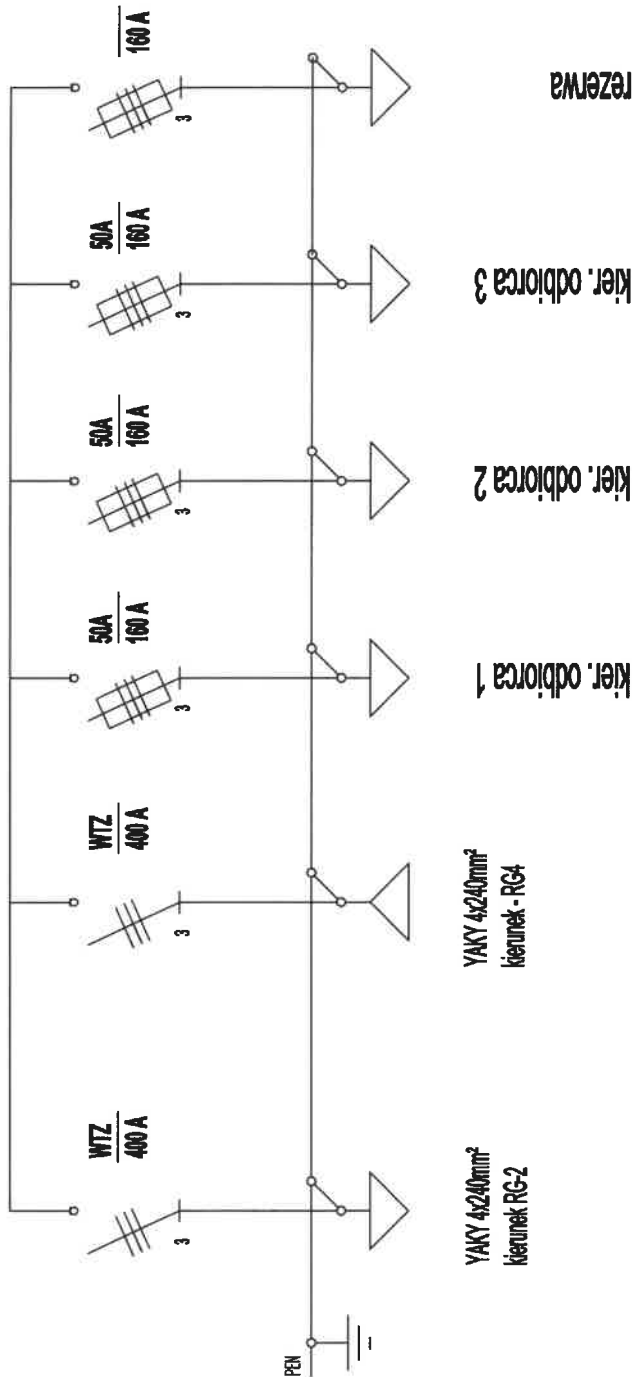 160 A
3
rezerwa
50A
160 A
3
kier. odbiorca 3
50A
160 A
3
kier. odbiorca 2
50A
160 A
3
kier. odbiorca 1
WTZ
400 A
3
YAKY 4x240mm²
kierunek - RG4
WTZ
400 A
3
YAKY 4x240mm²
kierunek RG-2
PEN